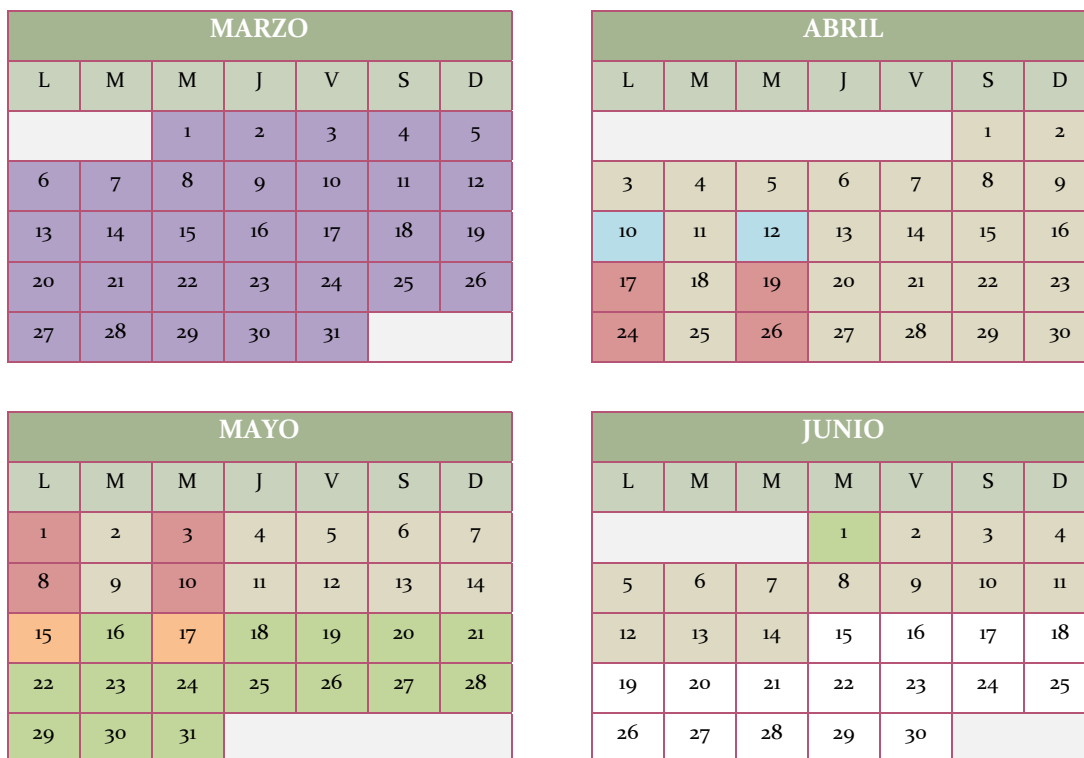 MARZO
L M M J V S D
1 2 3 4 5
6 7 8 9 10 11 12
13 14 15 16 17 18 19
20 21 22 23 24 25 26
27 28 29 30 31
ABRIL
L M M J V S D
1 2
3 4 5 6 7 8 9
10 11 12 13 14 15 16
17 18 19 20 21 22 23
24 25 26 27 28 29 30
MAYO
L M M J V S D
1 2 3 4 5 6 7
8 9 10 11 12 13 14
15 16 17 18 19 20 21
22 23 24 25 26 27 28
29 30 31
JUNIO
L M M M V S D
1 2 3 4
5 6 7 8 9 10 11
12 13 14 15 16 17 18
19 20 21 22 23 24 25
26 27 28 29 30